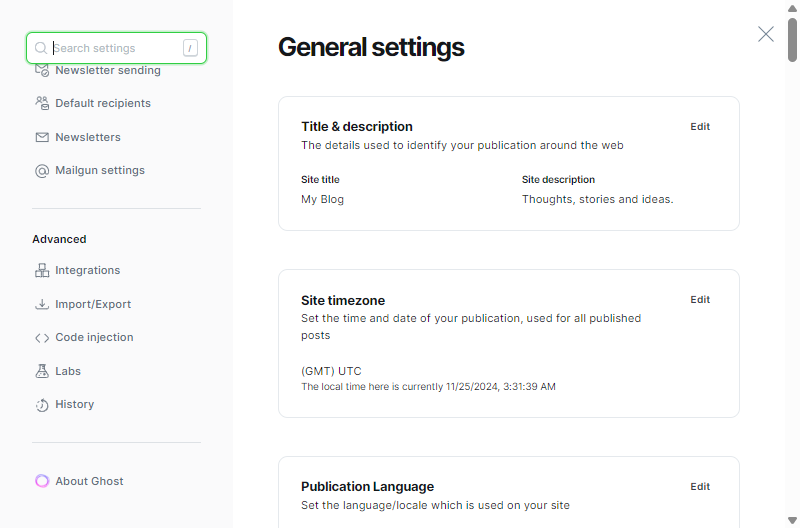 Search settings
/
Newsletter sending
Default recipients
Newsletters
Mailgun settings
Advanced
Integrations
Import/Export
Code injection
Labs
History
About Ghost
General settings
Title & description
Edit
The details used to identify your publication around the web
Site title
Site description
My Blog
Thoughts, stories and ideas.
Site timezone
Edit
Set the time and date of your publication, used for all published
posts
(GMT) UTC
The local time here is currently 11/25/2024, 3:31:39 AM
Publication Language
Edit
Set the language/locale which is used on your site